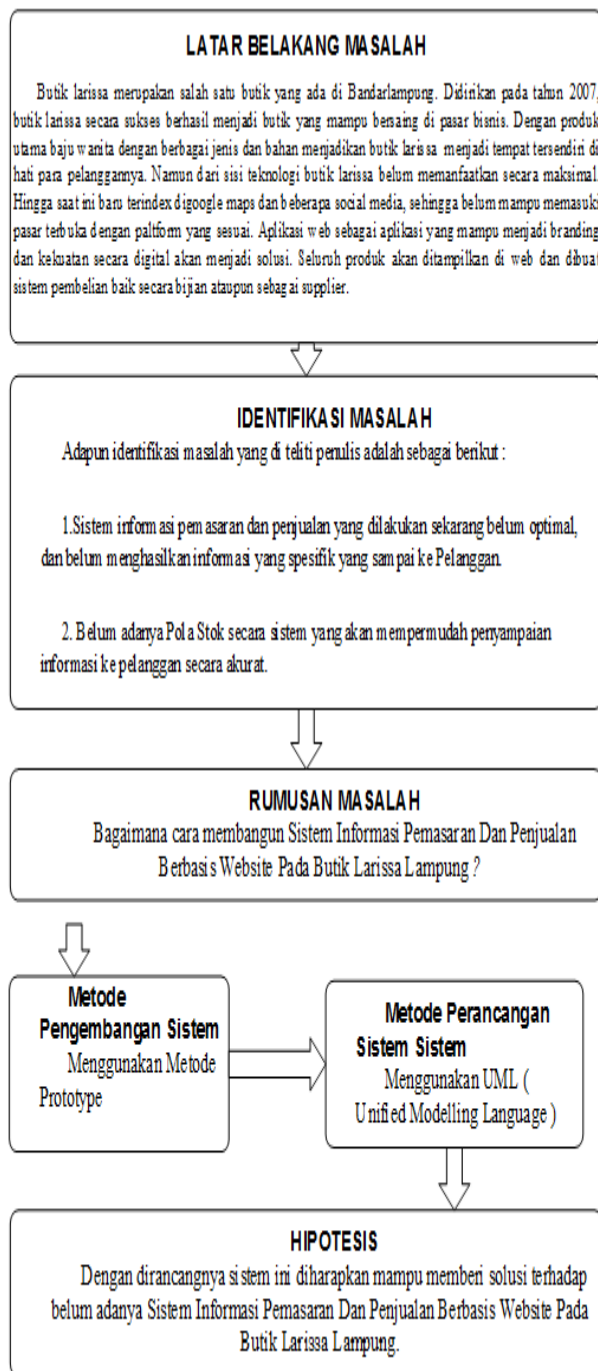 LATAR BELAKANG MASALAH
Butik larissa merupakan salah satu butik yang ada di Bandarlampung. Didirikan pada tahun 2007,
butik larissa secara sukses berhasil menjadi butik yang mampu bersaing di pasar bisnis. Dengan produk
utama baju wanita dengan berbagai jenis dan bahan menjadikan butik larissa menjadi tempat tersendiri di
hati para pelanggannya. Namun dari sisi teknologi butik larissa belum memanfaatkan secara maksimal.
Hingga saat ini baru terindex digoogle maps dan beberapa social media, sehingga belum mampu memasuki
pasar terbuka dengan paltform yang sesuai. Aplikasi web sebagai aplikasi yang mampu menjadi branding
dan kekuatan secara digital akan menjadi solusi. Seluruh produk akan ditampilkan di web dan dibuat
sistem pembelian baik secara bijian ataupun sebagai supplier.
IDENTIFIKASI MASALAH
Adapun identifikasi masalah yang di teliti penulis adalah sebagai berikut :
1.Sistem informasi pemasaran dan penjualan yang dilakukan sekarang belum optimal,
dan belum menghasilkan informasi yang spesifik yang sampai ke Pelanggan.
2. Belum adanya Pola Stok secara sistem yang akan mempermudah penyampaian
informasi ke pelanggan secara akurat.
RUMUSAN MASALAH
Bagaimana cara membangun Sistem Informasi Pemasaran Dan Penjualan
Berbasis Website Pada Butik Larissa Lampung ?
Metode
Pengembangan Sistem
Menggunakan Metode
Prototype
Metode Perancangan
Sistem Sistem
Menggunakan UML (
Unified Modelling Language )
HIPOTESIS
Dengan dirancangnya sistem ini diharapkan mampu memberi solusi terhadap
belum adanya Sistem Informasi Pemasaran Dan Penjualan Berbasis Website Pada
Butik Larissa Lampung.